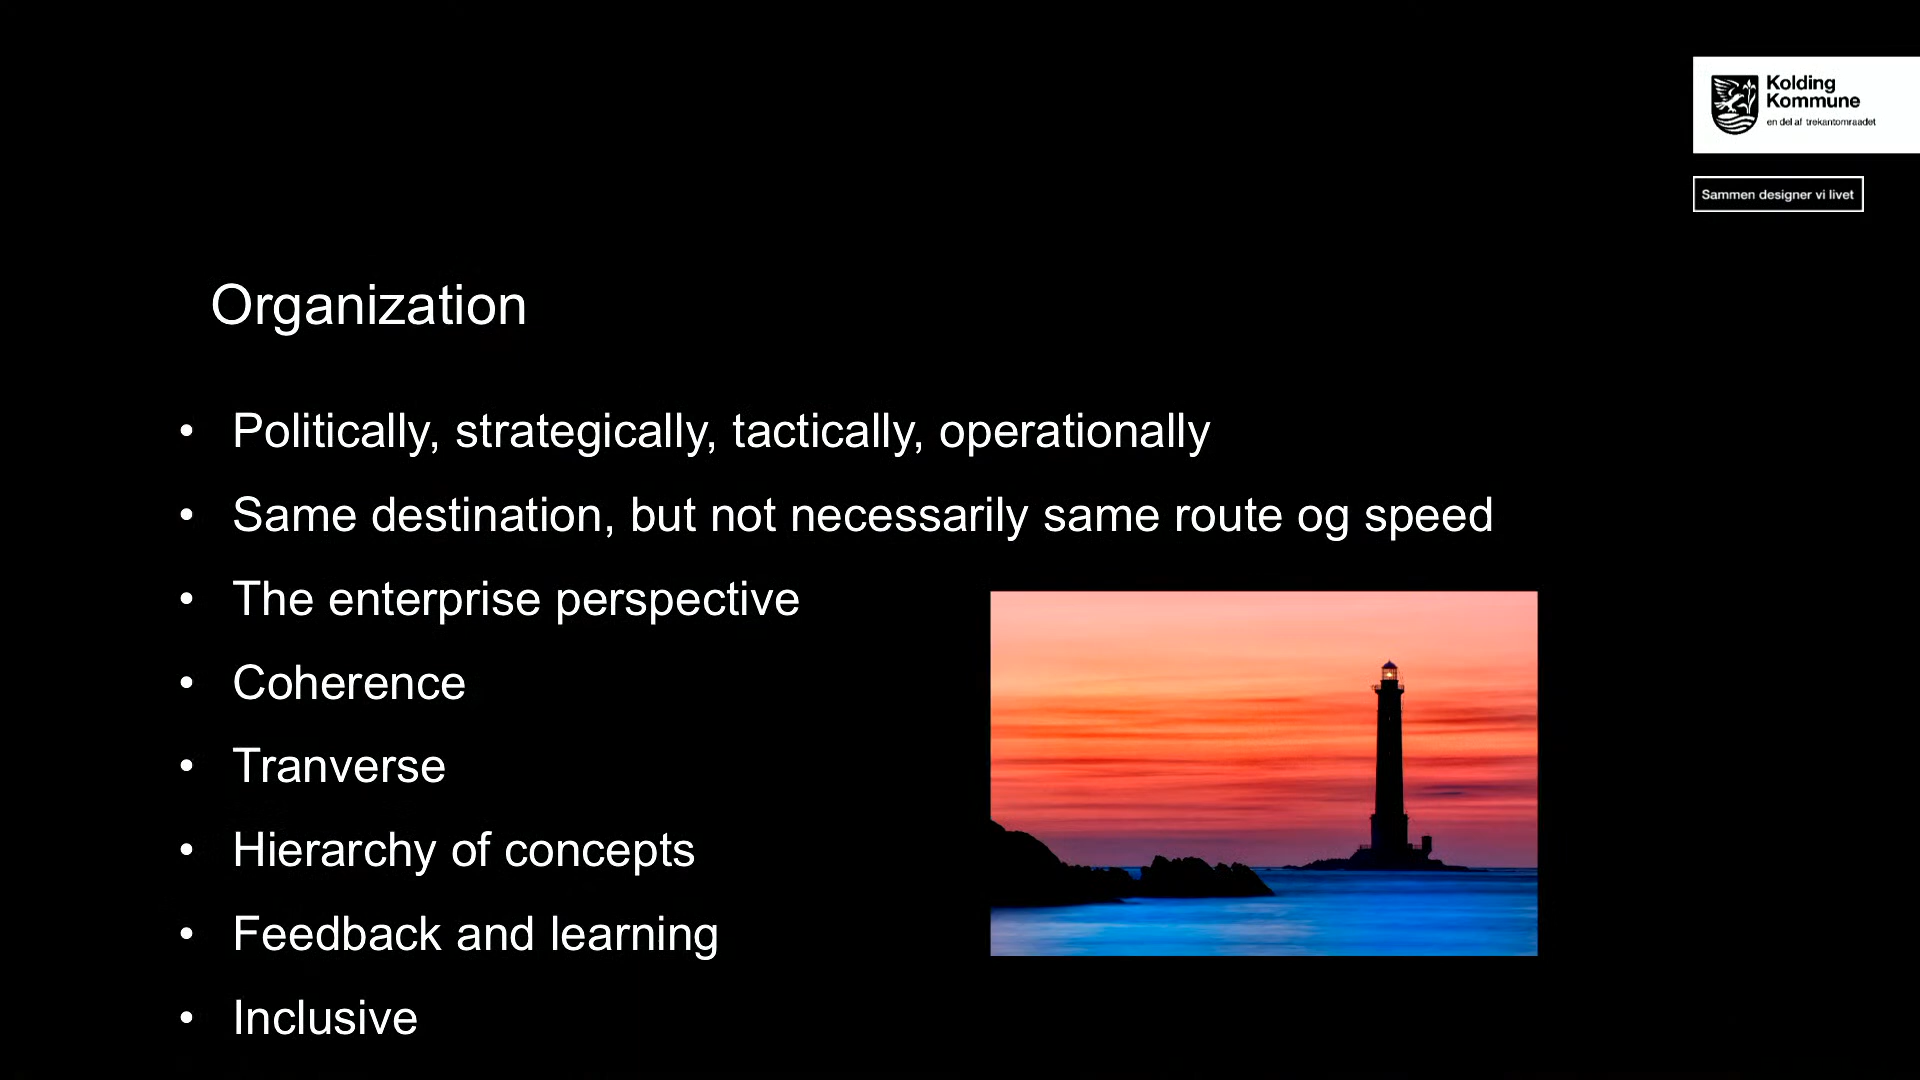 Kolding
Kommune
en del af trekantomraadet
Sammen designer vi livet
Organization
• Politically, strategically, tactically, operationally
• Same destination, but not necessarily same route og speed
• The enterprise perspective
• Coherence
• Tranverse
• Hierarchy of concepts
• Feedback and learning
• Inclusive